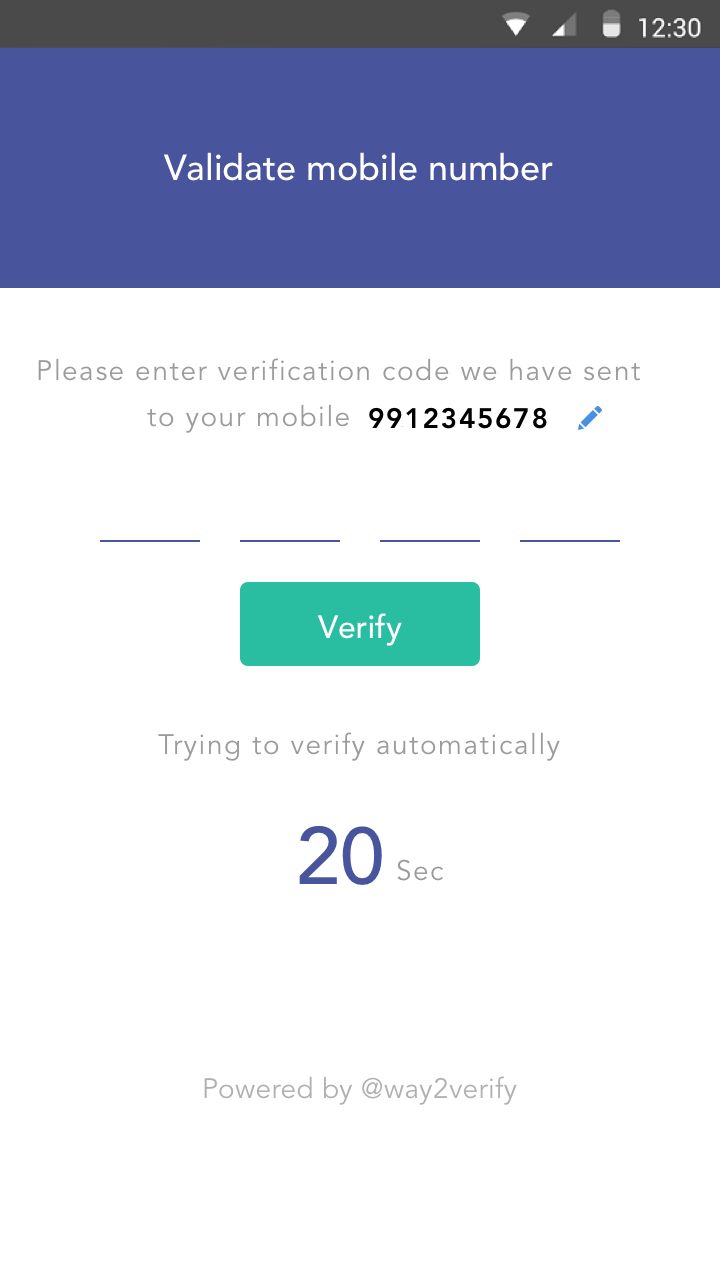 12:30
Validate mobile number
Please enter verification code we have sent
to your mobile 9912345678
Verify
Trying to verify automatically
20 Sec
Powered by @way2verify